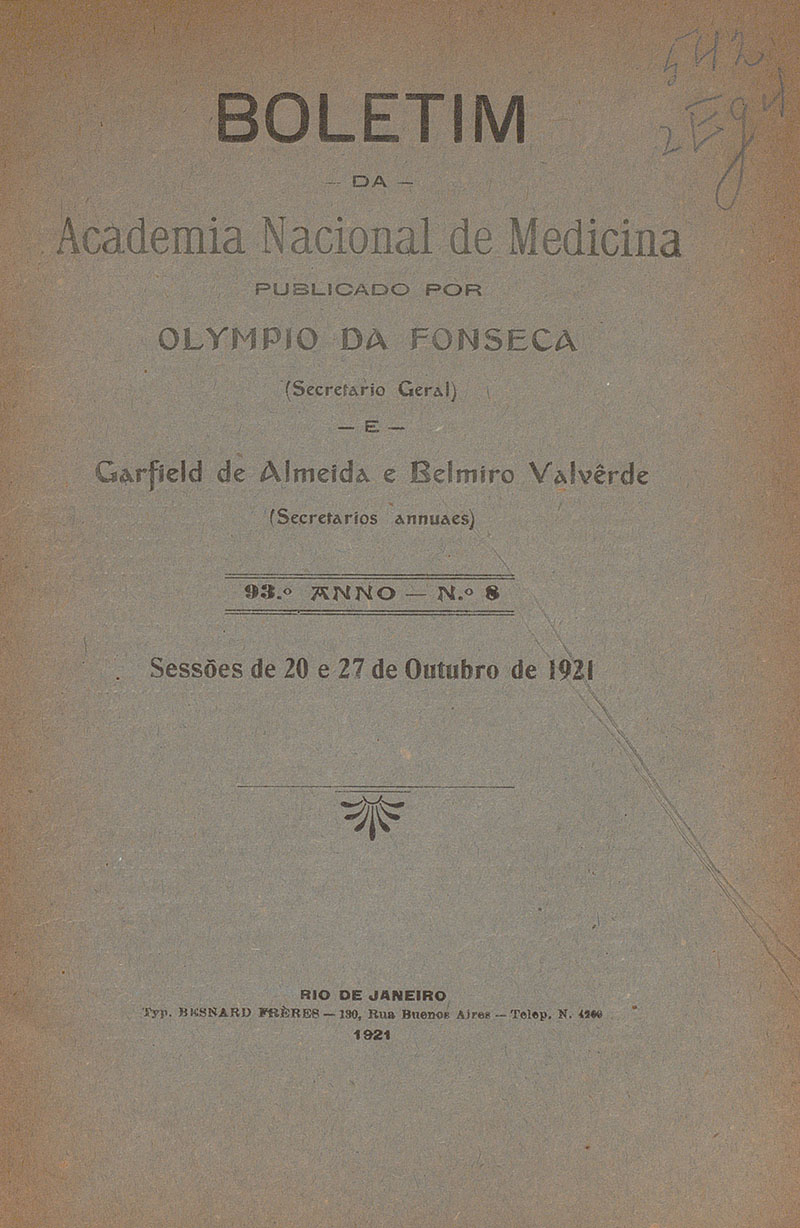 542
BOLETIM
— DA —
Academia Nacional de Medicina
PUBLICADO POR
OLYMPIO DA FONSECA
(Secretario Geral)
— E —
Garfield de Almeida e Belmiro Valvêrde
(Secretarios annuaes)
93.º ANNO — N.º 8
Sessões de 20 e 27 de Outubro de 1921
RIO DE JANEIRO
Typ. BESNARD FRÈRES — 130, Rua Buenos Aires — Telep. N.
1921